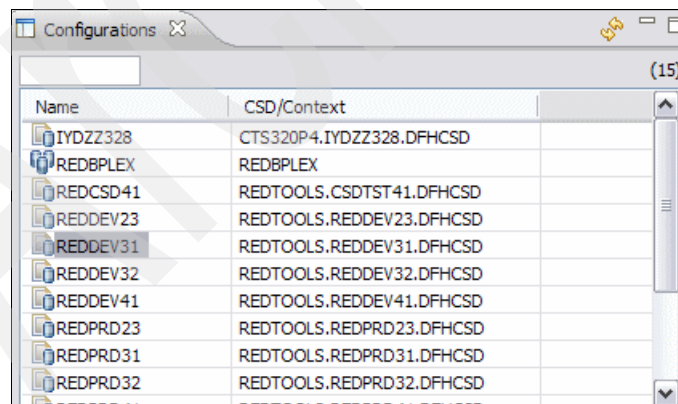 Configurations
(15)
Name CSD/Context
IYDZZ328 CTS320P4.IYDZZ328.DFHCSD
REDBPLEX REDBPLEX
REDCSD41 REDTOOLS.CSDTST41.DFHCSD
REDDEV23 REDTOOLS.REDDEV23.DFHCSD
REDDEV31 REDTOOLS.REDDEV31.DFHCSD
REDDEV32 REDTOOLS.REDDEV32.DFHCSD
REDDEV41 REDTOOLS.REDDEV41.DFHCSD
REDPRD23 REDTOOLS.REDPRD23.DFHCSD
REDPRD31 REDTOOLS.REDPRD31.DFHCSD
REDPRD32 REDTOOLS.REDPRD32.DFHCSD